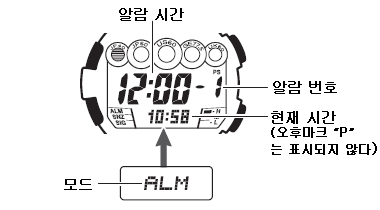 알람 시간
PS
12:00-1
알람 번호
ALM
SNZ
SIG
10:58
현재 시간
(오후마크 "P"
는 표시되지 않다)
모드
ALM